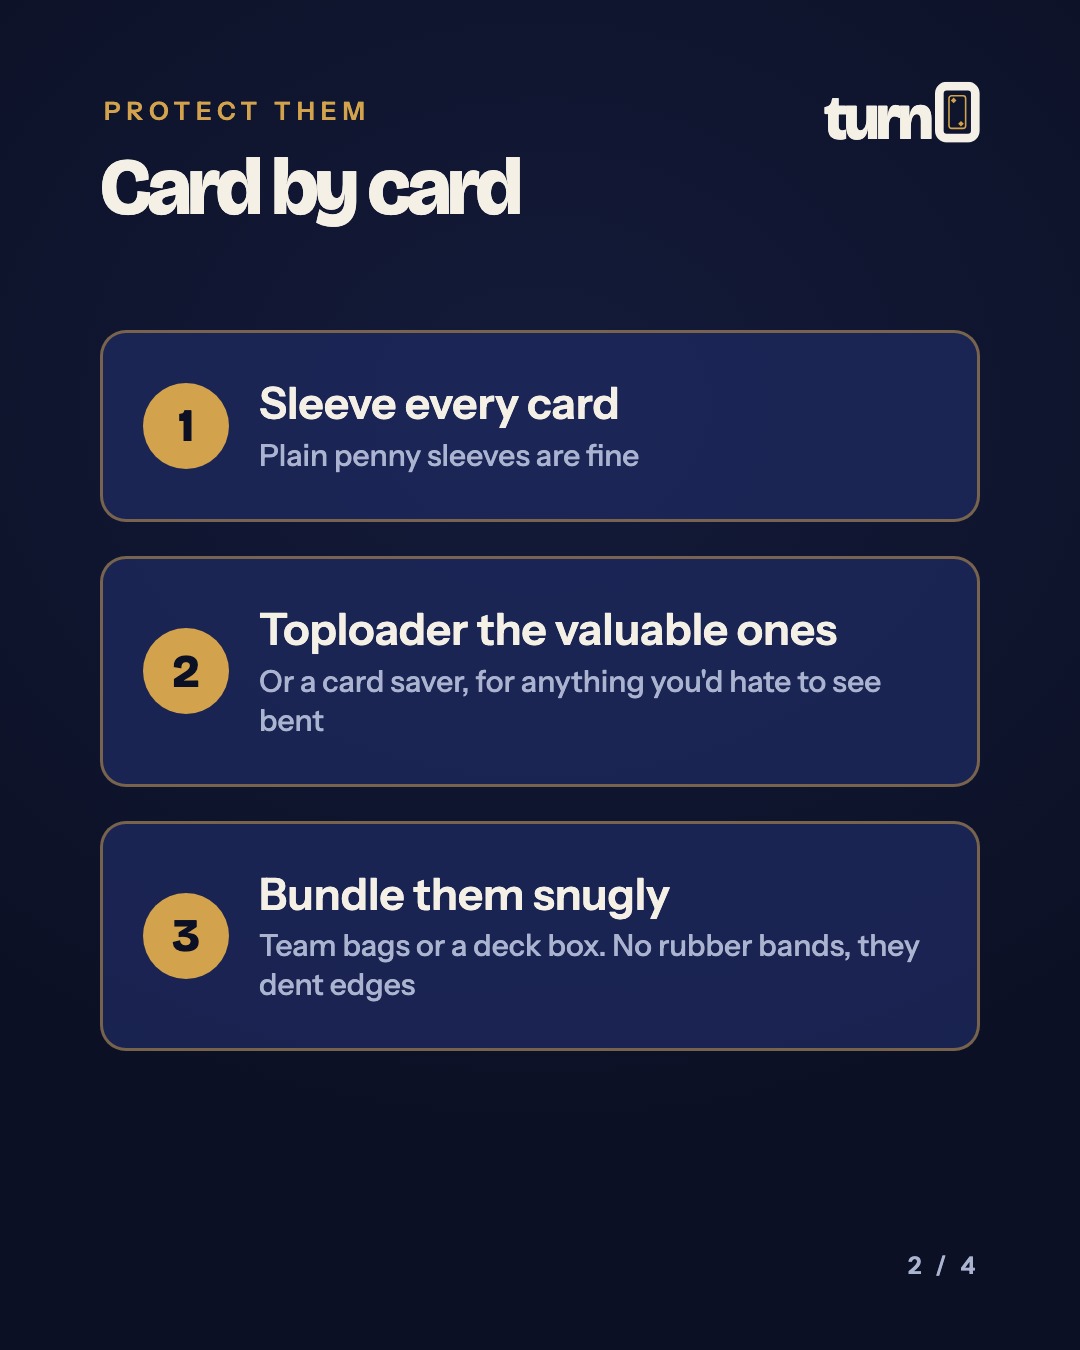 PROTECT THEM
turn0
Card by card
1
Sleeve every card
Plain penny sleeves are fine
2
Toploader the valuable ones
Or a card saver, for anything you'd hate to see
bent
3
Bundle them snugly
Team bags or a deck box. No rubber bands, they
dent edges
2 / 4